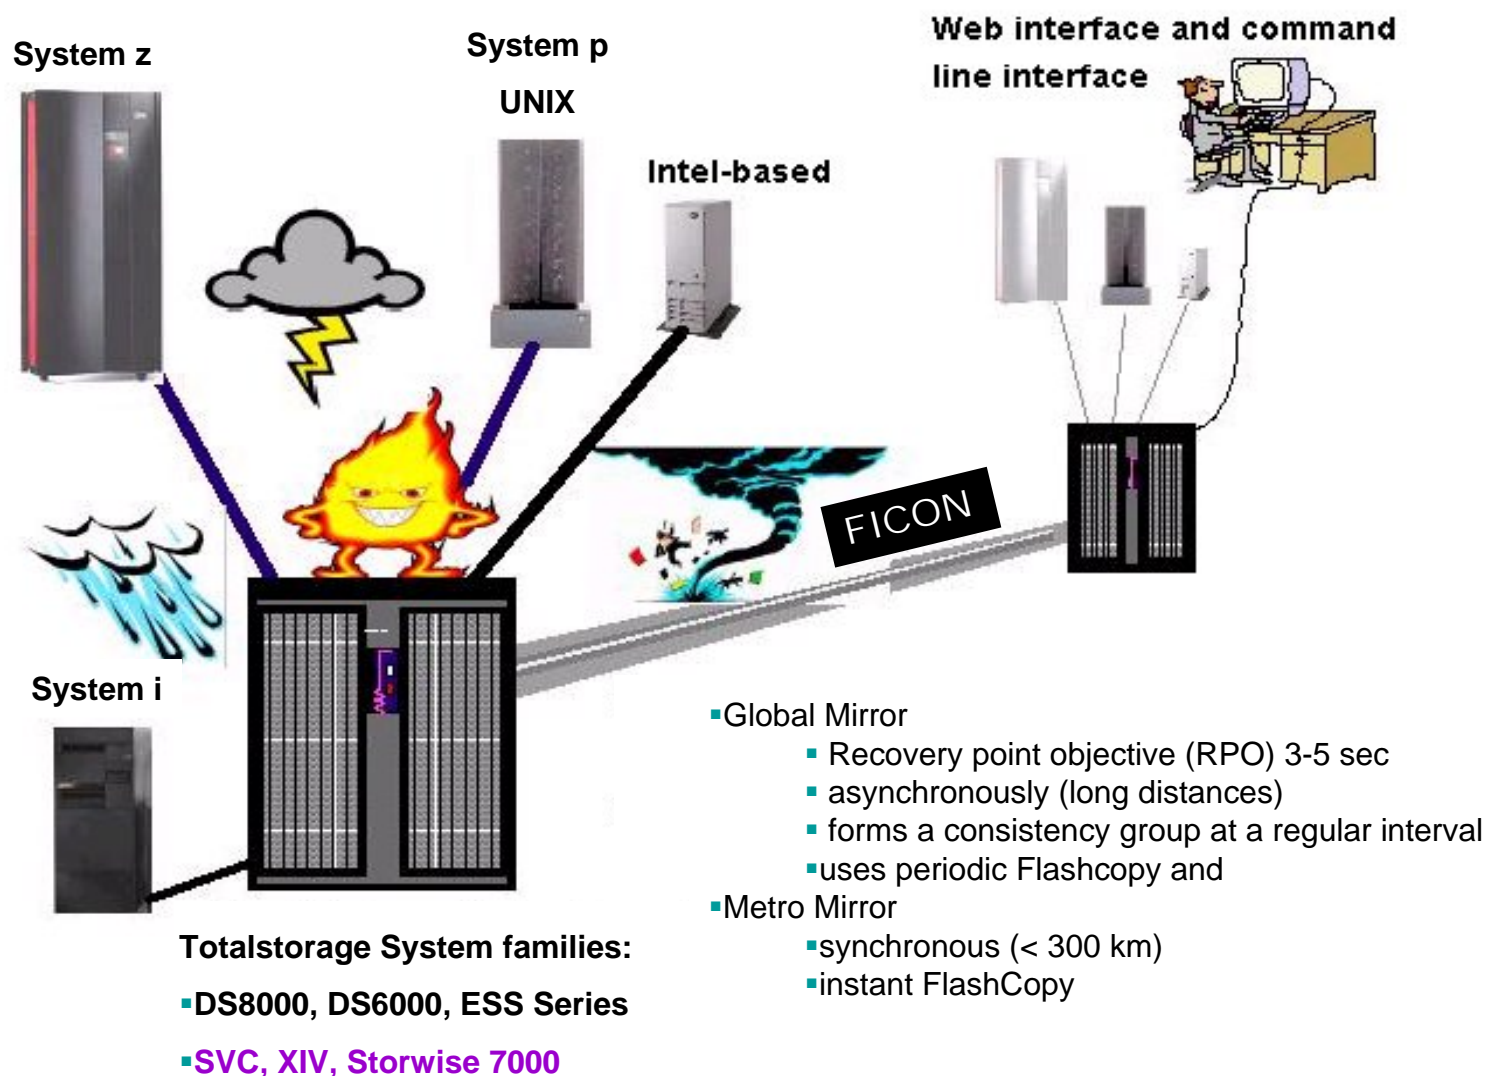 System z
System p
UNIX
Intel-based
Web interface and command
line interface
FICON
System i
▪Global Mirror
▪ Recovery point objective (RPO) 3-5 sec
▪ asynchronously (long distances)
▪ forms a consistency group at a regular interval
▪uses periodic Flashcopy and
▪Metro Mirror
▪synchronous (< 300 km)
▪instant FlashCopy
Totalstorage System families:
▪DS8000, DS6000, ESS Series
▪SVC, XIV, Storwise 7000